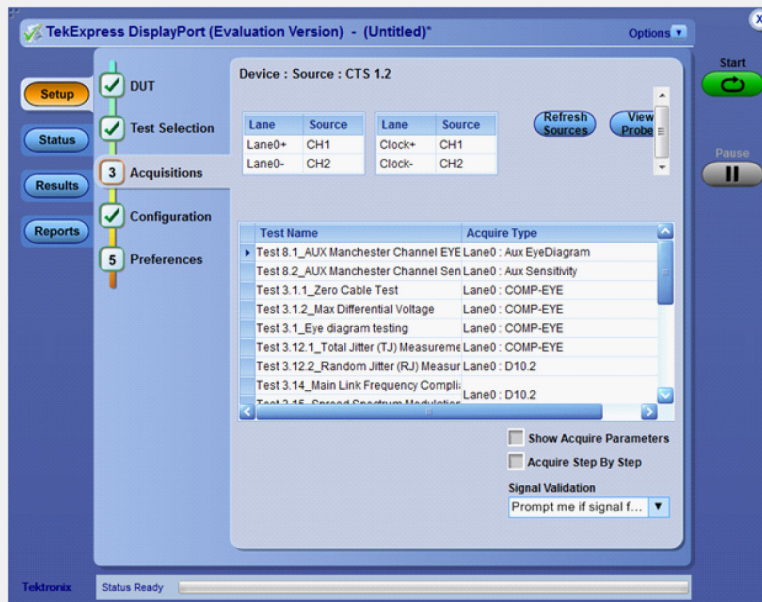 TekExpress DisplayPort (Evaluation Version) - (Untitled)*
Options
X
Start
Pause
Setup
Status
Results
Reports
DUT
Test Selection
3 Acquisitions
Configuration
5 Preferences
Device : Source : CTS 1.2
Lane Source
Lane0+ CH1
Lane0- CH2
Lane Source
Clock+ CH1
Clock- CH2
Refresh
Sources
View
Probe
Test Name Acquire Type
Test 8.1_AUX Manchester Channel EYE Lane0 : Aux EyeDiagram
Test 8.2_AUX Manchester Channel Sen Lane0 : Aux Sensitivity
Test 3.1.1_Zero Cable Test Lane0 : COMP-EYE
Test 3.1.2_Max Differential Voltage Lane0 : COMP-EYE
Test 3.1_Eye diagram testing Lane0 : COMP-EYE
Test 3.12.1_Total Jitter (TJ) Measureme Lane0 : COMP-EYE
Test 3.12.2_Random Jitter (RJ) Measur Lane0 : D10.2
Test 3.14_Main Link Frequency Compli Lane0 : D10.2
Test 3.15_Spread Spectrum Modulation
Show Acquire Parameters
Acquire Step By Step
Signal Validation
Prompt me if signal f...
Tektronix
Status Ready